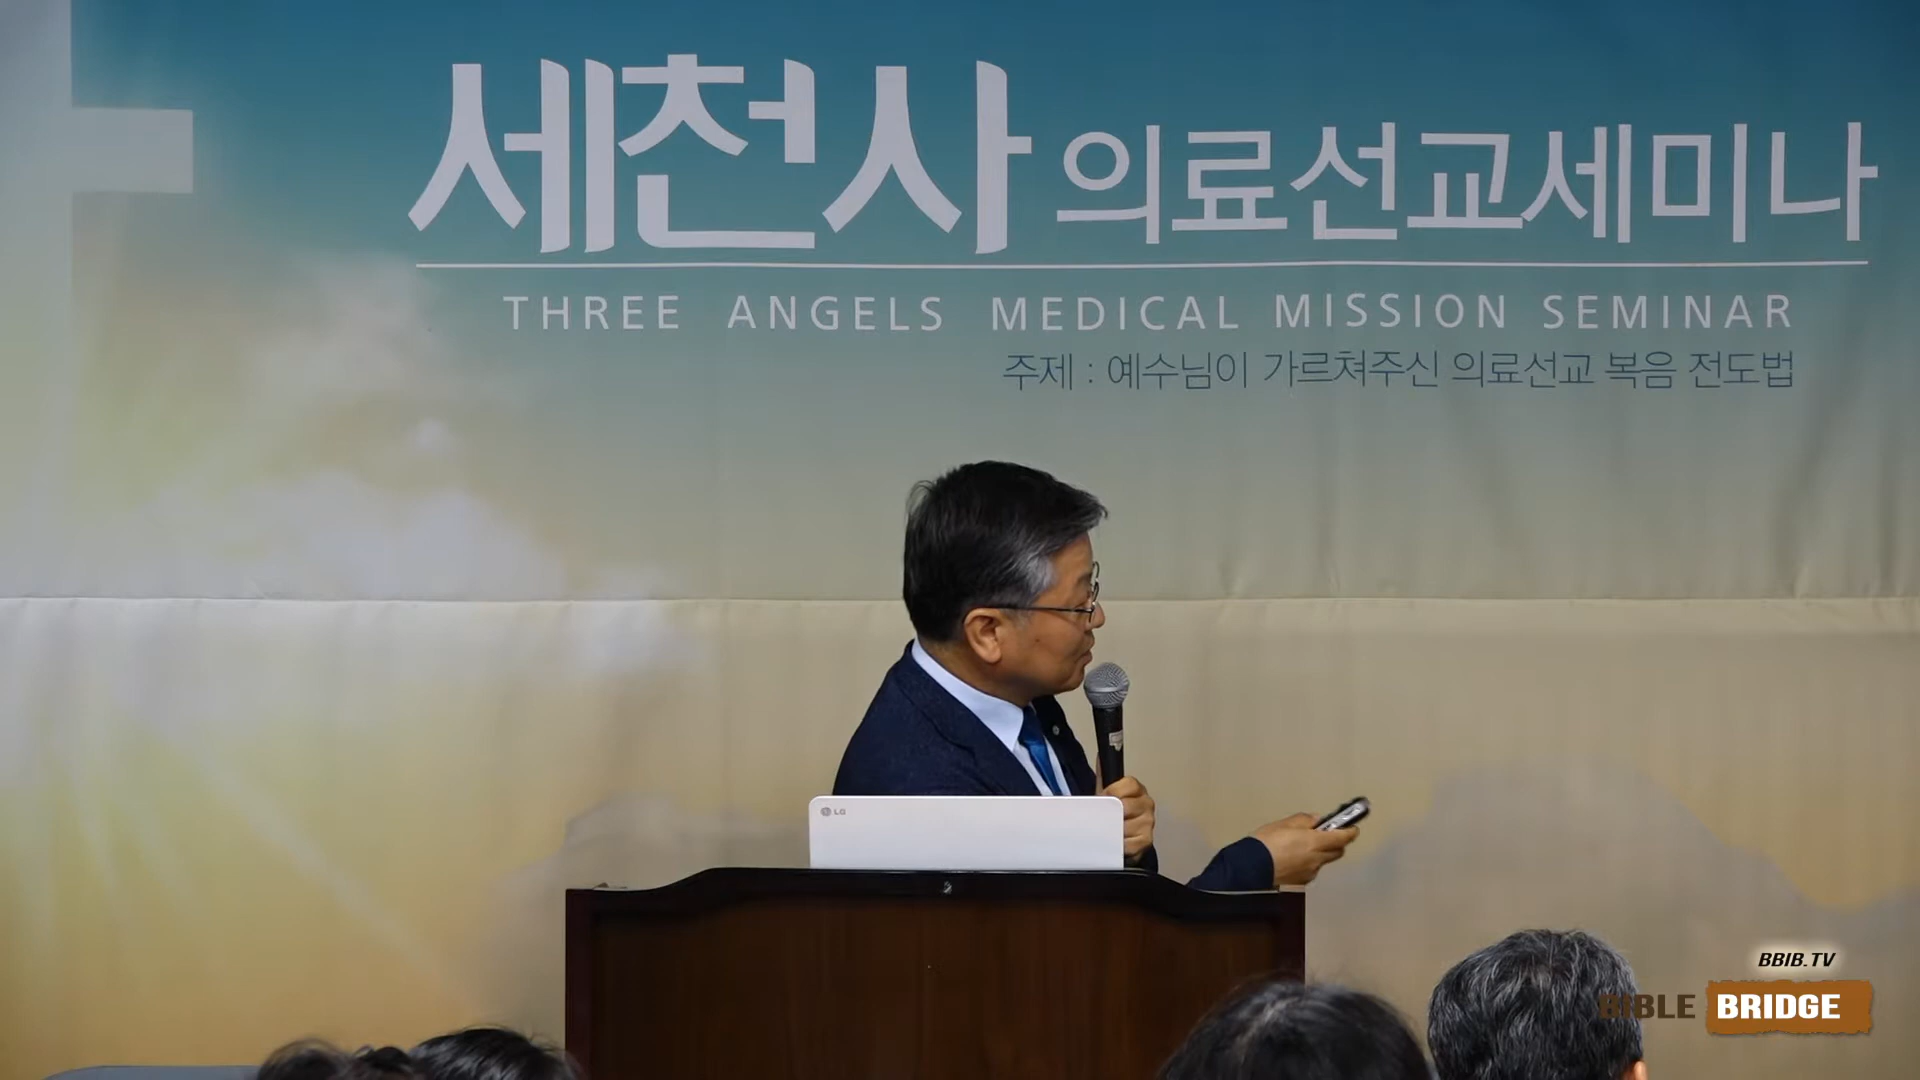 세천사 의료선교세미나
THREE ANGELS MEDICAL MISSION SEMINAR
주제 : 예수님이 가르쳐주신 의료선교 복음 전도법
LG
BBIB.TV
BIBLE BRIDGE